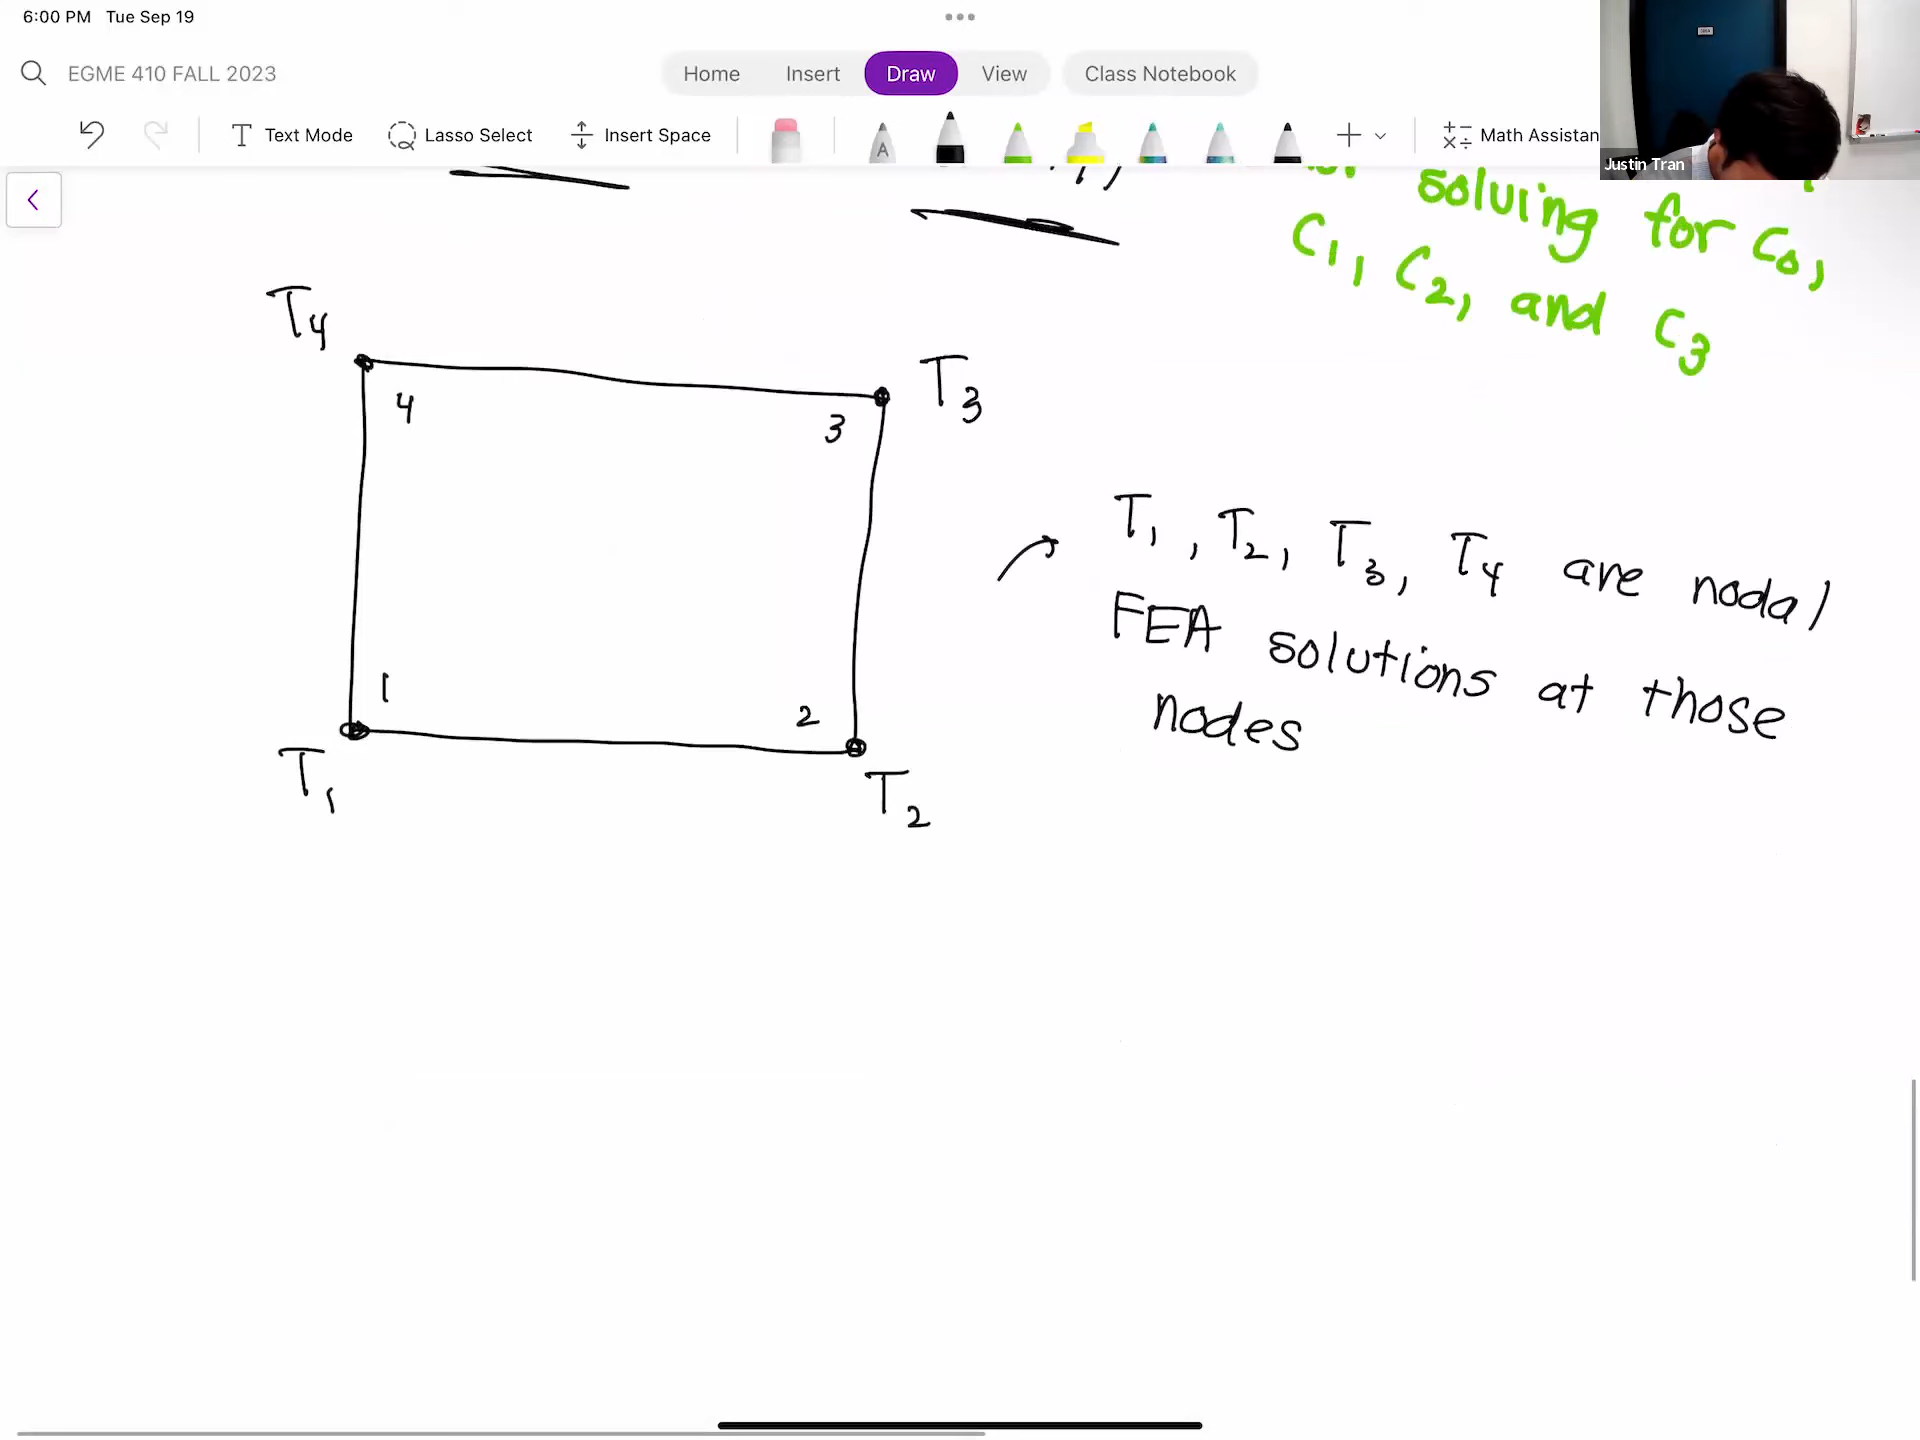 6:00 PM Tue Sep 19
EGME 410 FALL 2023
Home Insert Draw View Class Notebook
Text Mode Lasso Select Insert Space A Math Assistan
Justin Tran
solving for C₀,
C₁, C₂, and C₃
T₄
T₃
4
3
T₁, T₂, T₃, T₄ are nodal
FEA solutions at those
nodes
1
2
T₁
T₂